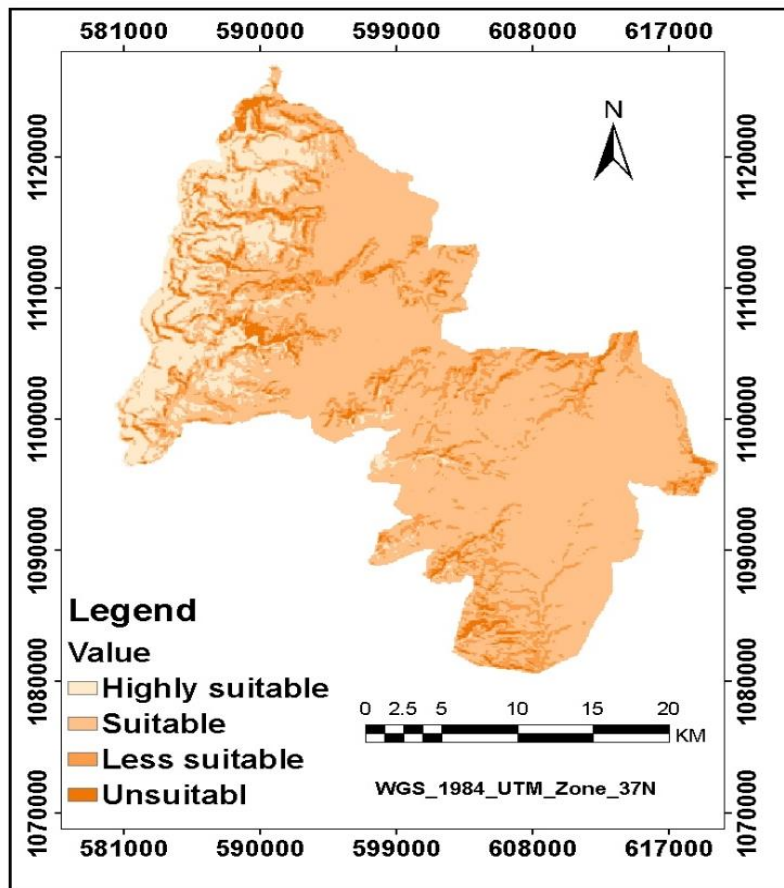 581000 590000 599000 608000 617000
N
1120000 1120000
1110000 1110000
1100000 1100000
1090000 1090000
Legend
Value
Highly suitable
Suitable
Less suitable
Unsuitabl
1080000 1080000
0 2.5 5 10 15 20
KM
WGS_1984_UTM_Zone_37N
1070000 1070000
581000 590000 599000 608000 617000